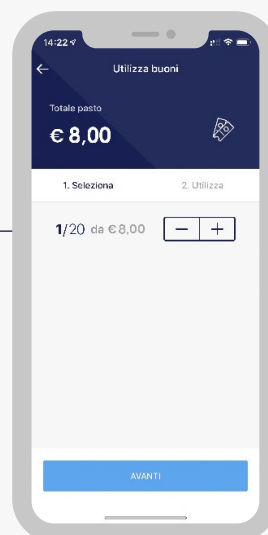 14:22
Utilizza buoni
Totale pasto
€ 8,00
1. Seleziona 2. Utilizza
1/20 da €8,00 − +
AVANTI